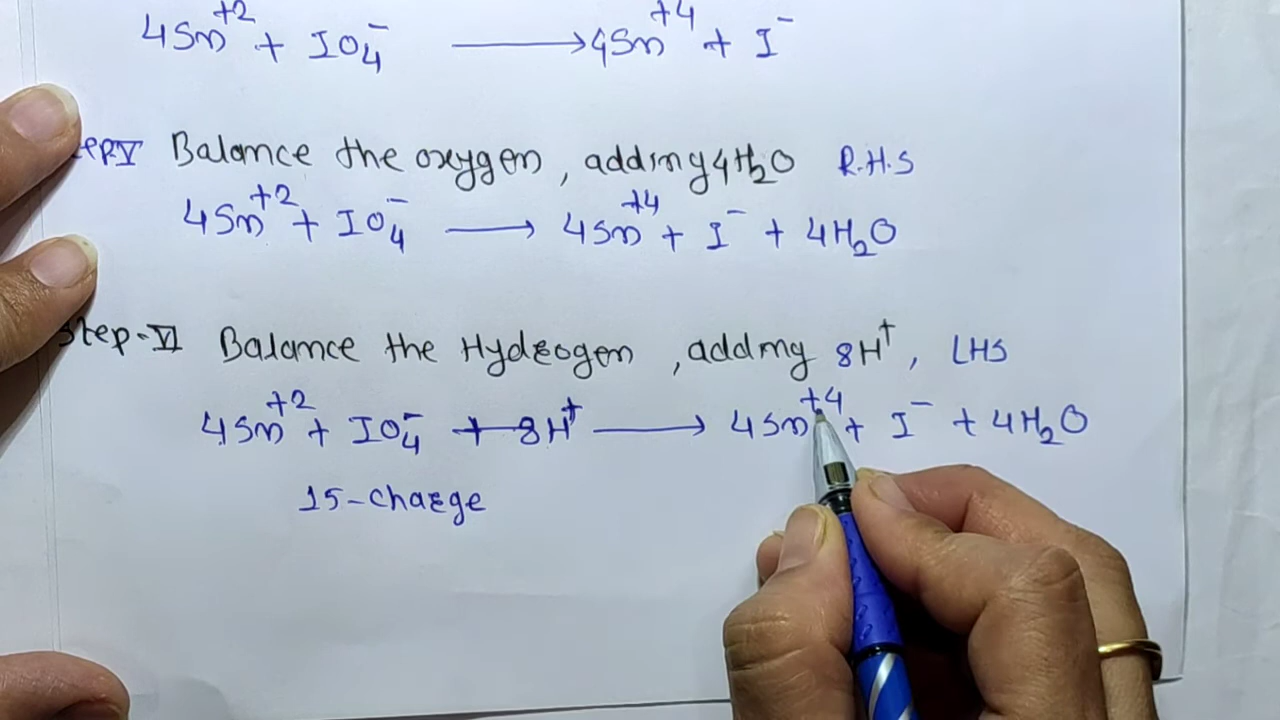 4Sn⁺² + IO₄⁻ ⟶ 4Sn⁺⁴ + I⁻
tepV Balance the oxygen, adding 4H₂O R.H.S
4Sn⁺² + IO₄⁻ ⟶ 4Sn⁺⁴ + I⁻ + 4H₂O
Step-VI Balance the Hydrogen, adding 8H⁺, LHS
4Sn⁺² + IO₄⁻ + 8H⁺ ⟶ 4Sn⁺⁴ + I⁻ + 4H₂O
15-charge